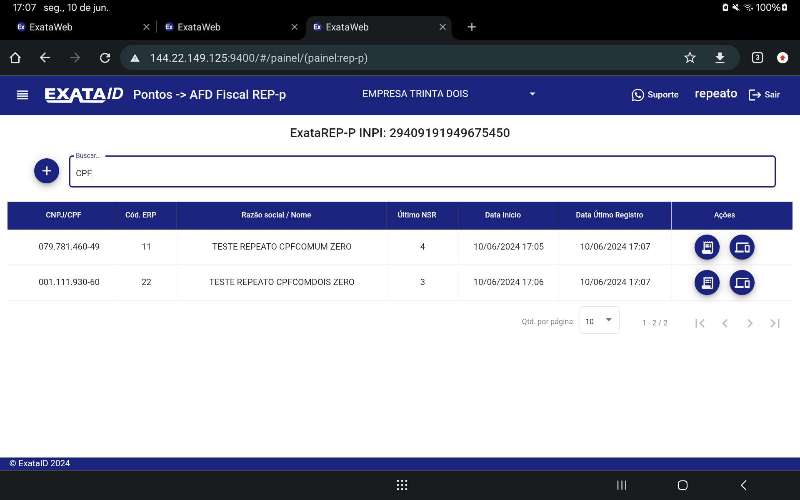 17:07 seg., 10 de jun. 100%
Ex ExataWeb Ex ExataWeb Ex ExataWeb
144.22.149.125:9400/#/painel/(painel:rep-p) 3
EXATAID Pontos -> AFD Fiscal REP-p EMPRESA TRINTA DOIS Suporte repeato Sair
ExataREP-P INPI: 29409191949675450
Buscar...
CPF
CNPJ/CPF Cód. ERP Razão social / Nome Último NSR Data Início Data Útimo Registro Ações
079.781.460-49 11 TESTE REPEATO CPFCOMUM ZERO 4 10/06/2024 17:05 10/06/2024 17:07
001.111.930-60 22 TESTE REPEATO CPFCOMDOIS ZERO 3 10/06/2024 17:06 10/06/2024 17:07
Qtd. por página: 10 1 - 2 / 2
© ExataID 2024